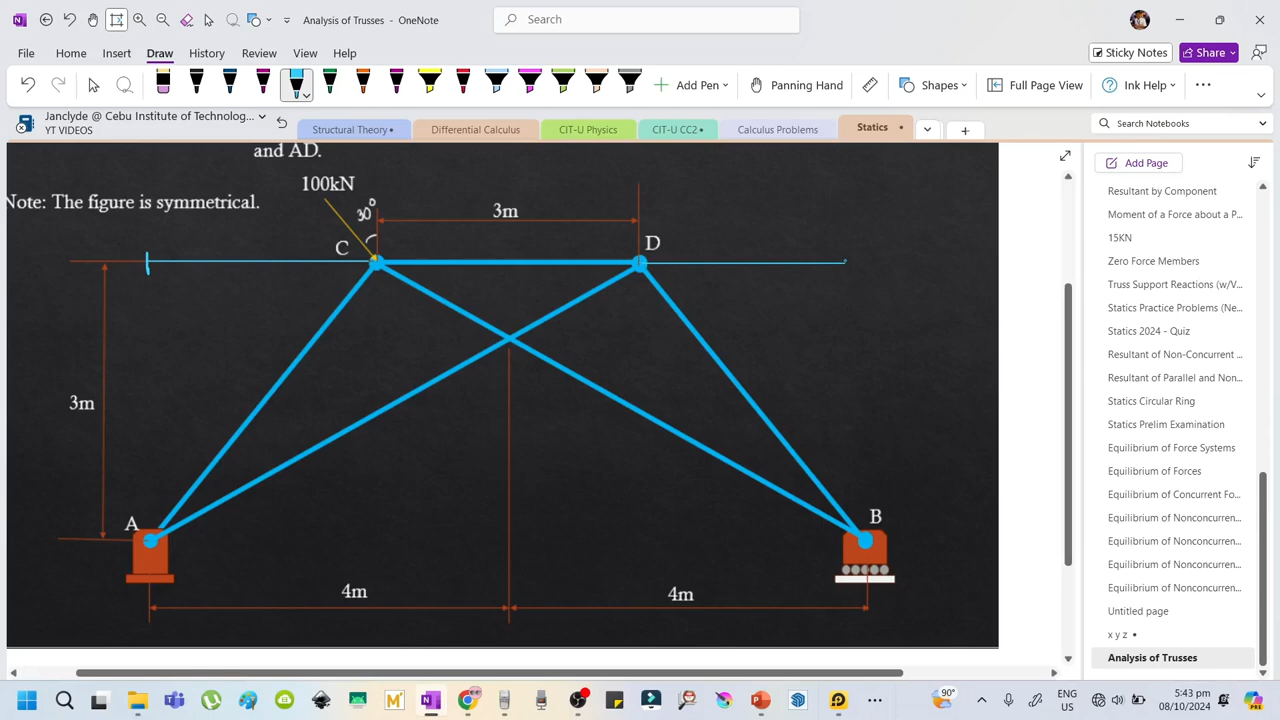 Analysis of Trusses - OneNote
Search
File Home Insert Draw History Review View Help
Sticky Notes
Share
Add Pen
Panning Hand
Shapes
Full Page View
Ink Help
Janclyde @ Cebu Institute of Technolog...
YT VIDEOS
Structural Theory
Differential Calculus
CIT-U Physics
CIT-U CC2
Calculus Problems
Statics
Search Notebooks
Add Page
Resultant by Component
Moment of a Force about a P...
15KN
Zero Force Members
Truss Support Reactions (w/V...
Statics Practice Problems (Ne...
Statics 2024 - Quiz
Resultant of Non-Concurrent ...
Resultant of Parallel and Non...
Statics Circular Ring
Statics Prelim Examination
Equilibrium of Force Systems
Equilibrium of Forces
Equilibrium of Concurrent Fo...
Equilibrium of Nonconcurren...
Equilibrium of Nonconcurren...
Equilibrium of Nonconcurren...
Equilibrium of Nonconcurren...
Untitled page
x y z
Analysis of Trusses
and AD.
100kN
Note: The figure is symmetrical.
30°
3m
C
D
3m
A
B
4m
4m
90°
ENG
US
5:43 pm
08/10/2024